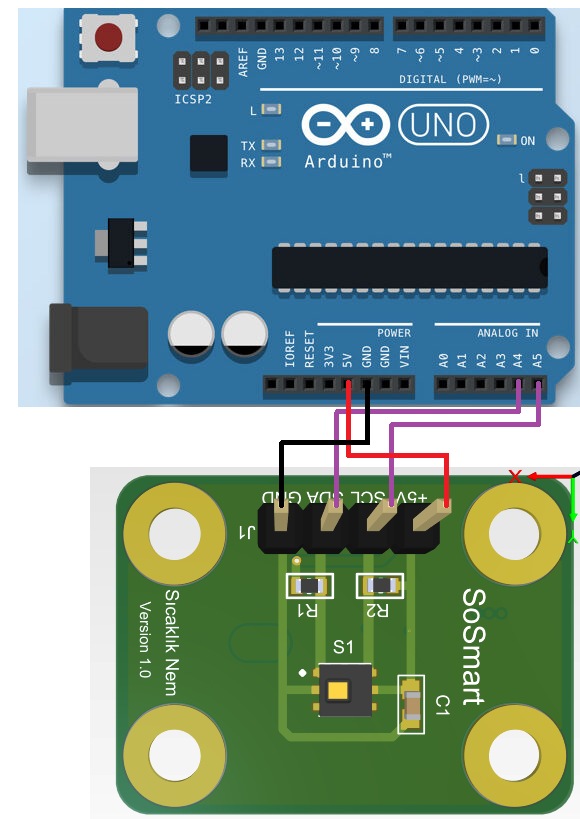 AREF
GND
13
12
~11
~10
~9
8
7
~6
~5
4
~3
2
1
0
DIGITAL (PWM=~)
ICSP2
L
TX
RX
UNO
Arduino™
ON
l
POWER
ANALOG IN
IOREF
RESET
3V3
5V
GND
GND
VIN
A0
A1
A2
A3
A4
A5
X
+5V SCL SDA GND
J1
R1
R2
Sıcaklık Nem
Version 1.0
S1
SoSmart
C1